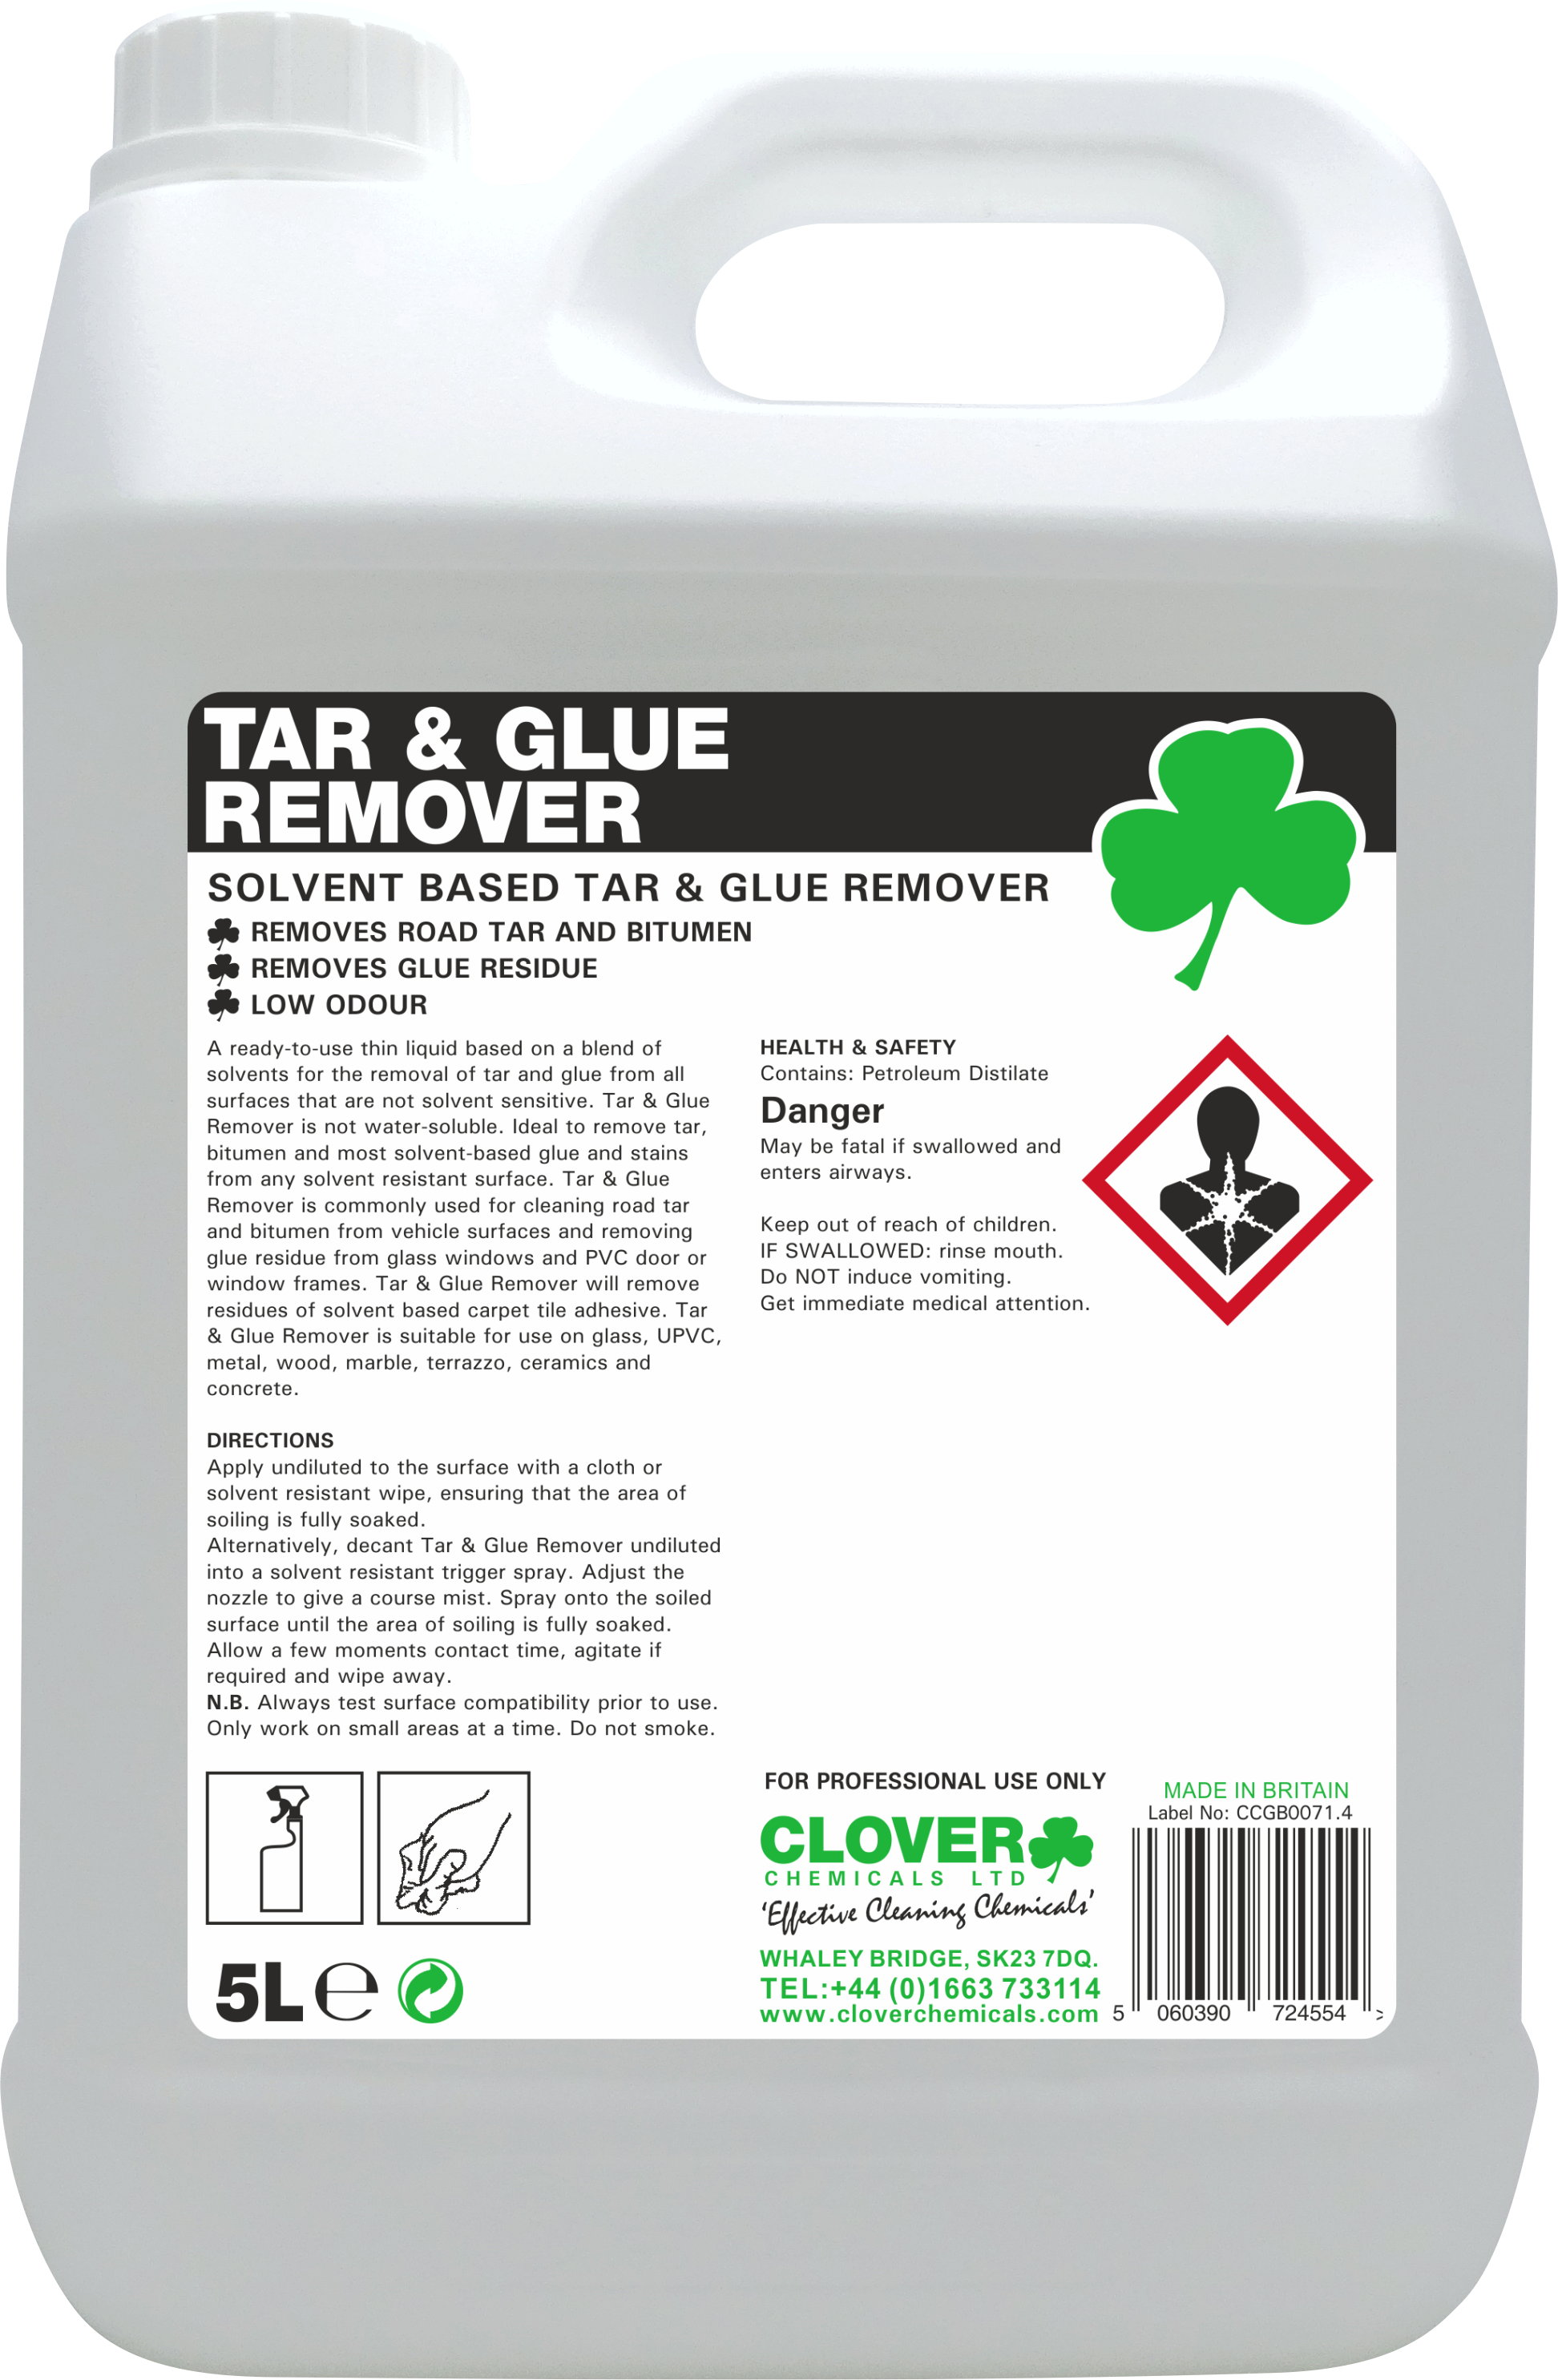 TAR & GLUE
REMOVER
SOLVENT BASED TAR & GLUE REMOVER
REMOVES ROAD TAR AND BITUMEN
REMOVES GLUE RESIDUE
LOW ODOUR
A ready-to-use thin liquid based on a blend of
solvents for the removal of tar and glue from all
surfaces that are not solvent sensitive. Tar & Glue
Remover is not water-soluble. Ideal to remove tar,
bitumen and most solvent-based glue and stains
from any solvent resistant surface. Tar & Glue
Remover is commonly used for cleaning road tar
and bitumen from vehicle surfaces and removing
glue residue from glass windows and PVC door or
window frames. Tar & Glue Remover will remove
residues of solvent based carpet tile adhesive. Tar
& Glue Remover is suitable for use on glass, UPVC,
metal, wood, marble, terrazzo, ceramics and
concrete.
DIRECTIONS
Apply undiluted to the surface with a cloth or
solvent resistant wipe, ensuring that the area of
soiling is fully soaked.
Alternatively, decant Tar & Glue Remover undiluted
into a solvent resistant trigger spray. Adjust the
nozzle to give a course mist. Spray onto the soiled
surface until the area of soiling is fully soaked.
Allow a few moments contact time, agitate if
required and wipe away.
N.B. Always test surface compatibility prior to use.
Only work on small areas at a time. Do not smoke.
5L e
HEALTH & SAFETY
Contains: Petroleum Distilate
Danger
May be fatal if swallowed and
enters airways.
Keep out of reach of children.
IF SWALLOWED: rinse mouth.
Do NOT induce vomiting.
Get immediate medical attention.
FOR PROFESSIONAL USE ONLY
CLOVER
CHEMICALS LTD
'Effective Cleaning Chemicals'
WHALEY BRIDGE, SK23 7DQ.
TEL:+44 (0)1663 733114
www.cloverchemicals.com
MADE IN BRITAIN
Label No: CCGB0071.4
5 060390 724554 >